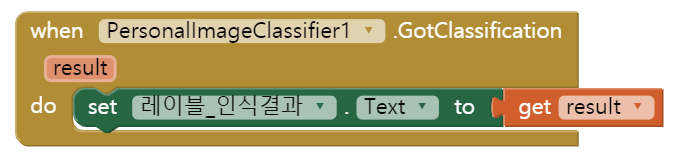 when PersonalImageClassifier1 .GotClassification
result
do set 레이블_인식결과 . Text to get result